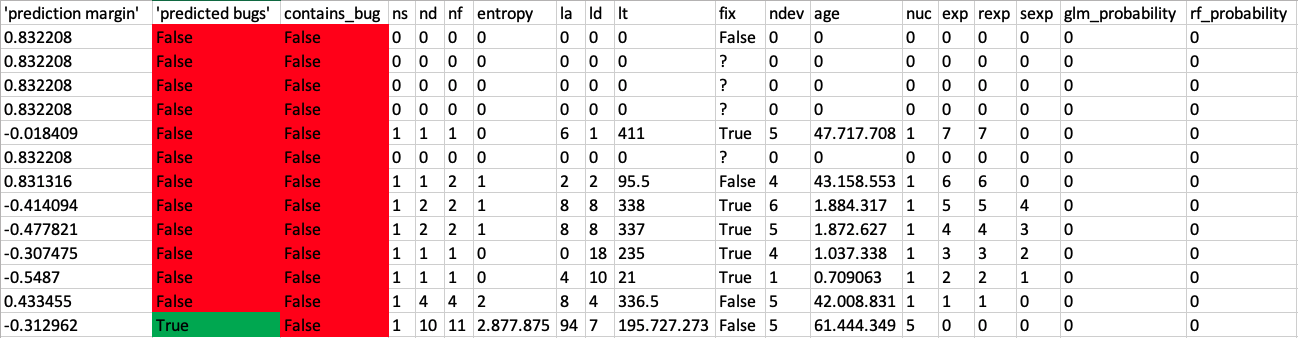 'prediction margin' 'predicted bugs' contains_bug ns nd nf entropy la ld lt fix ndev age nuc exp rexp sexp glm_probability rf_probability
0.832208 False False 0 0 0 0 0 0 0 False 0 0 0 0 0 0 0 0
0.832208 False False 0 0 0 0 0 0 0 ? 0 0 0 0 0 0 0 0
0.832208 False False 0 0 0 0 0 0 0 ? 0 0 0 0 0 0 0 0
0.832208 False False 0 0 0 0 0 0 0 ? 0 0 0 0 0 0 0 0
-0.018409 False False 1 1 1 0 6 1 411 True 5 47.717.708 1 7 7 0 0 0
0.832208 False False 0 0 0 0 0 0 0 ? 0 0 0 0 0 0 0 0
0.831316 False False 1 1 2 1 2 2 95.5 False 4 43.158.553 1 6 6 0 0 0
-0.414094 False False 1 2 2 1 8 8 338 True 6 1.884.317 1 5 5 4 0 0
-0.477821 False False 1 2 2 1 8 8 337 True 5 1.872.627 1 4 4 3 0 0
-0.307475 False False 1 1 1 0 0 18 235 True 4 1.037.338 1 3 3 2 0 0
-0.5487 False False 1 1 1 0 4 10 21 True 1 0.709063 1 2 2 1 0 0
0.433455 False False 1 4 4 2 8 4 336.5 False 5 42.008.831 1 1 1 0 0 0
-0.312962 True False 1 10 11 2.877.875 94 7 195.727.273 False 5 61.444.349 5 0 0 0 0 0